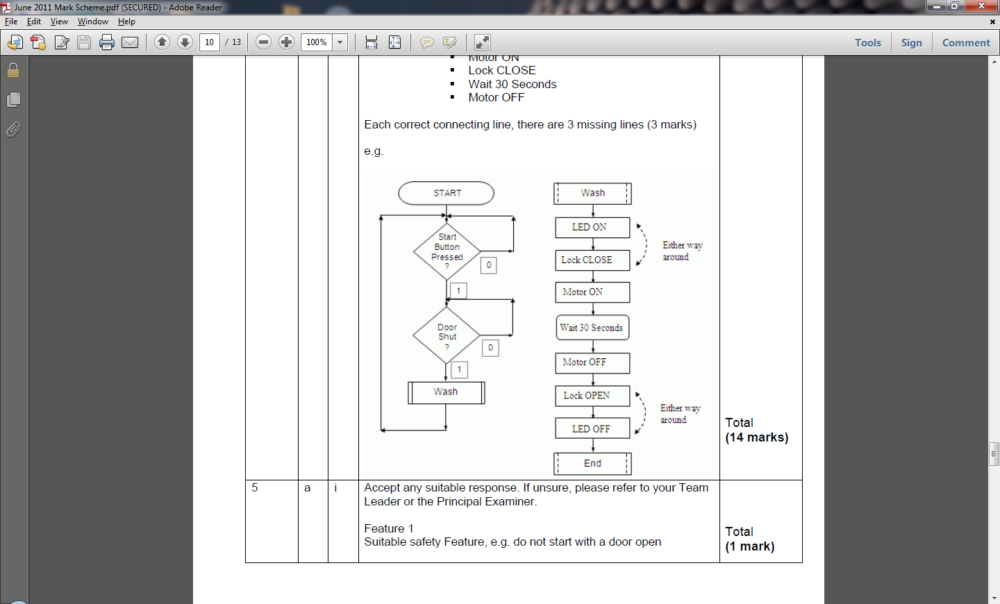 June 2011 Mark Scheme.pdf (SECURED) - Adobe Reader
File Edit View Window Help
10 / 13 100% Tools Sign Comment
Motor ON
Lock CLOSE
Wait 30 Seconds
Motor OFF
Each correct connecting line, there are 3 missing lines (3 marks)
e.g.
START
Start
Button
Pressed
?
0
1
Door
Shut
?
0
1
Wash
Wash
LED ON
Lock CLOSE
Either way
around
Motor ON
Wait 30 Seconds
Motor OFF
Lock OPEN
LED OFF
Either way
around
End
Total
(14 marks)
5 a i Accept any suitable response. If unsure, please refer to your Team
Leader or the Principal Examiner.
Feature 1
Suitable safety Feature, e.g. do not start with a door open
Total
(1 mark)